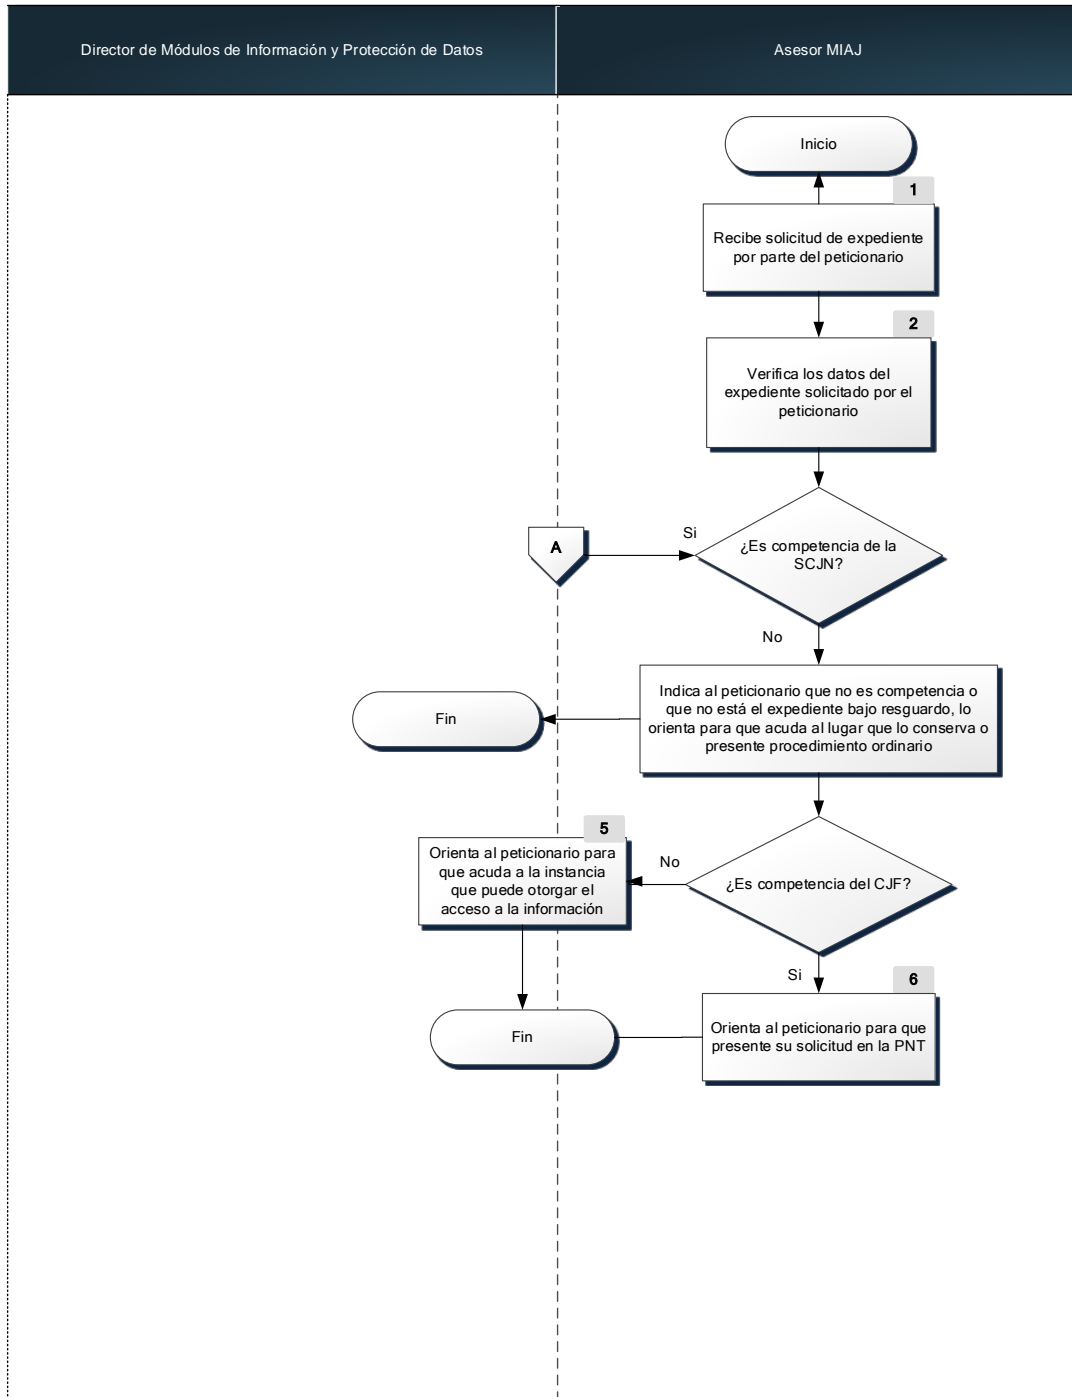 Director de Módulos de Información y Protección de Datos
Asesor MIAJ
Inicio
1
Recibe solicitud de expediente
por parte del peticionario
2
Verifica los datos del
expediente solicitado por el
peticionario
A
Si
¿Es competencia de la
SCJN?
No
Indica al peticionario que no es competencia o
que no está el expediente bajo resguardo, lo
orienta para que acuda al lugar que lo conserva o
presente procedimiento ordinario
Fin
5
Orienta al peticionario para
que acuda a la instancia
que puede otorgar el
acceso a la información
No
¿Es competencia del CJF?
Si
6
Orienta al peticionario para que
presente su solicitud en la PNT
Fin